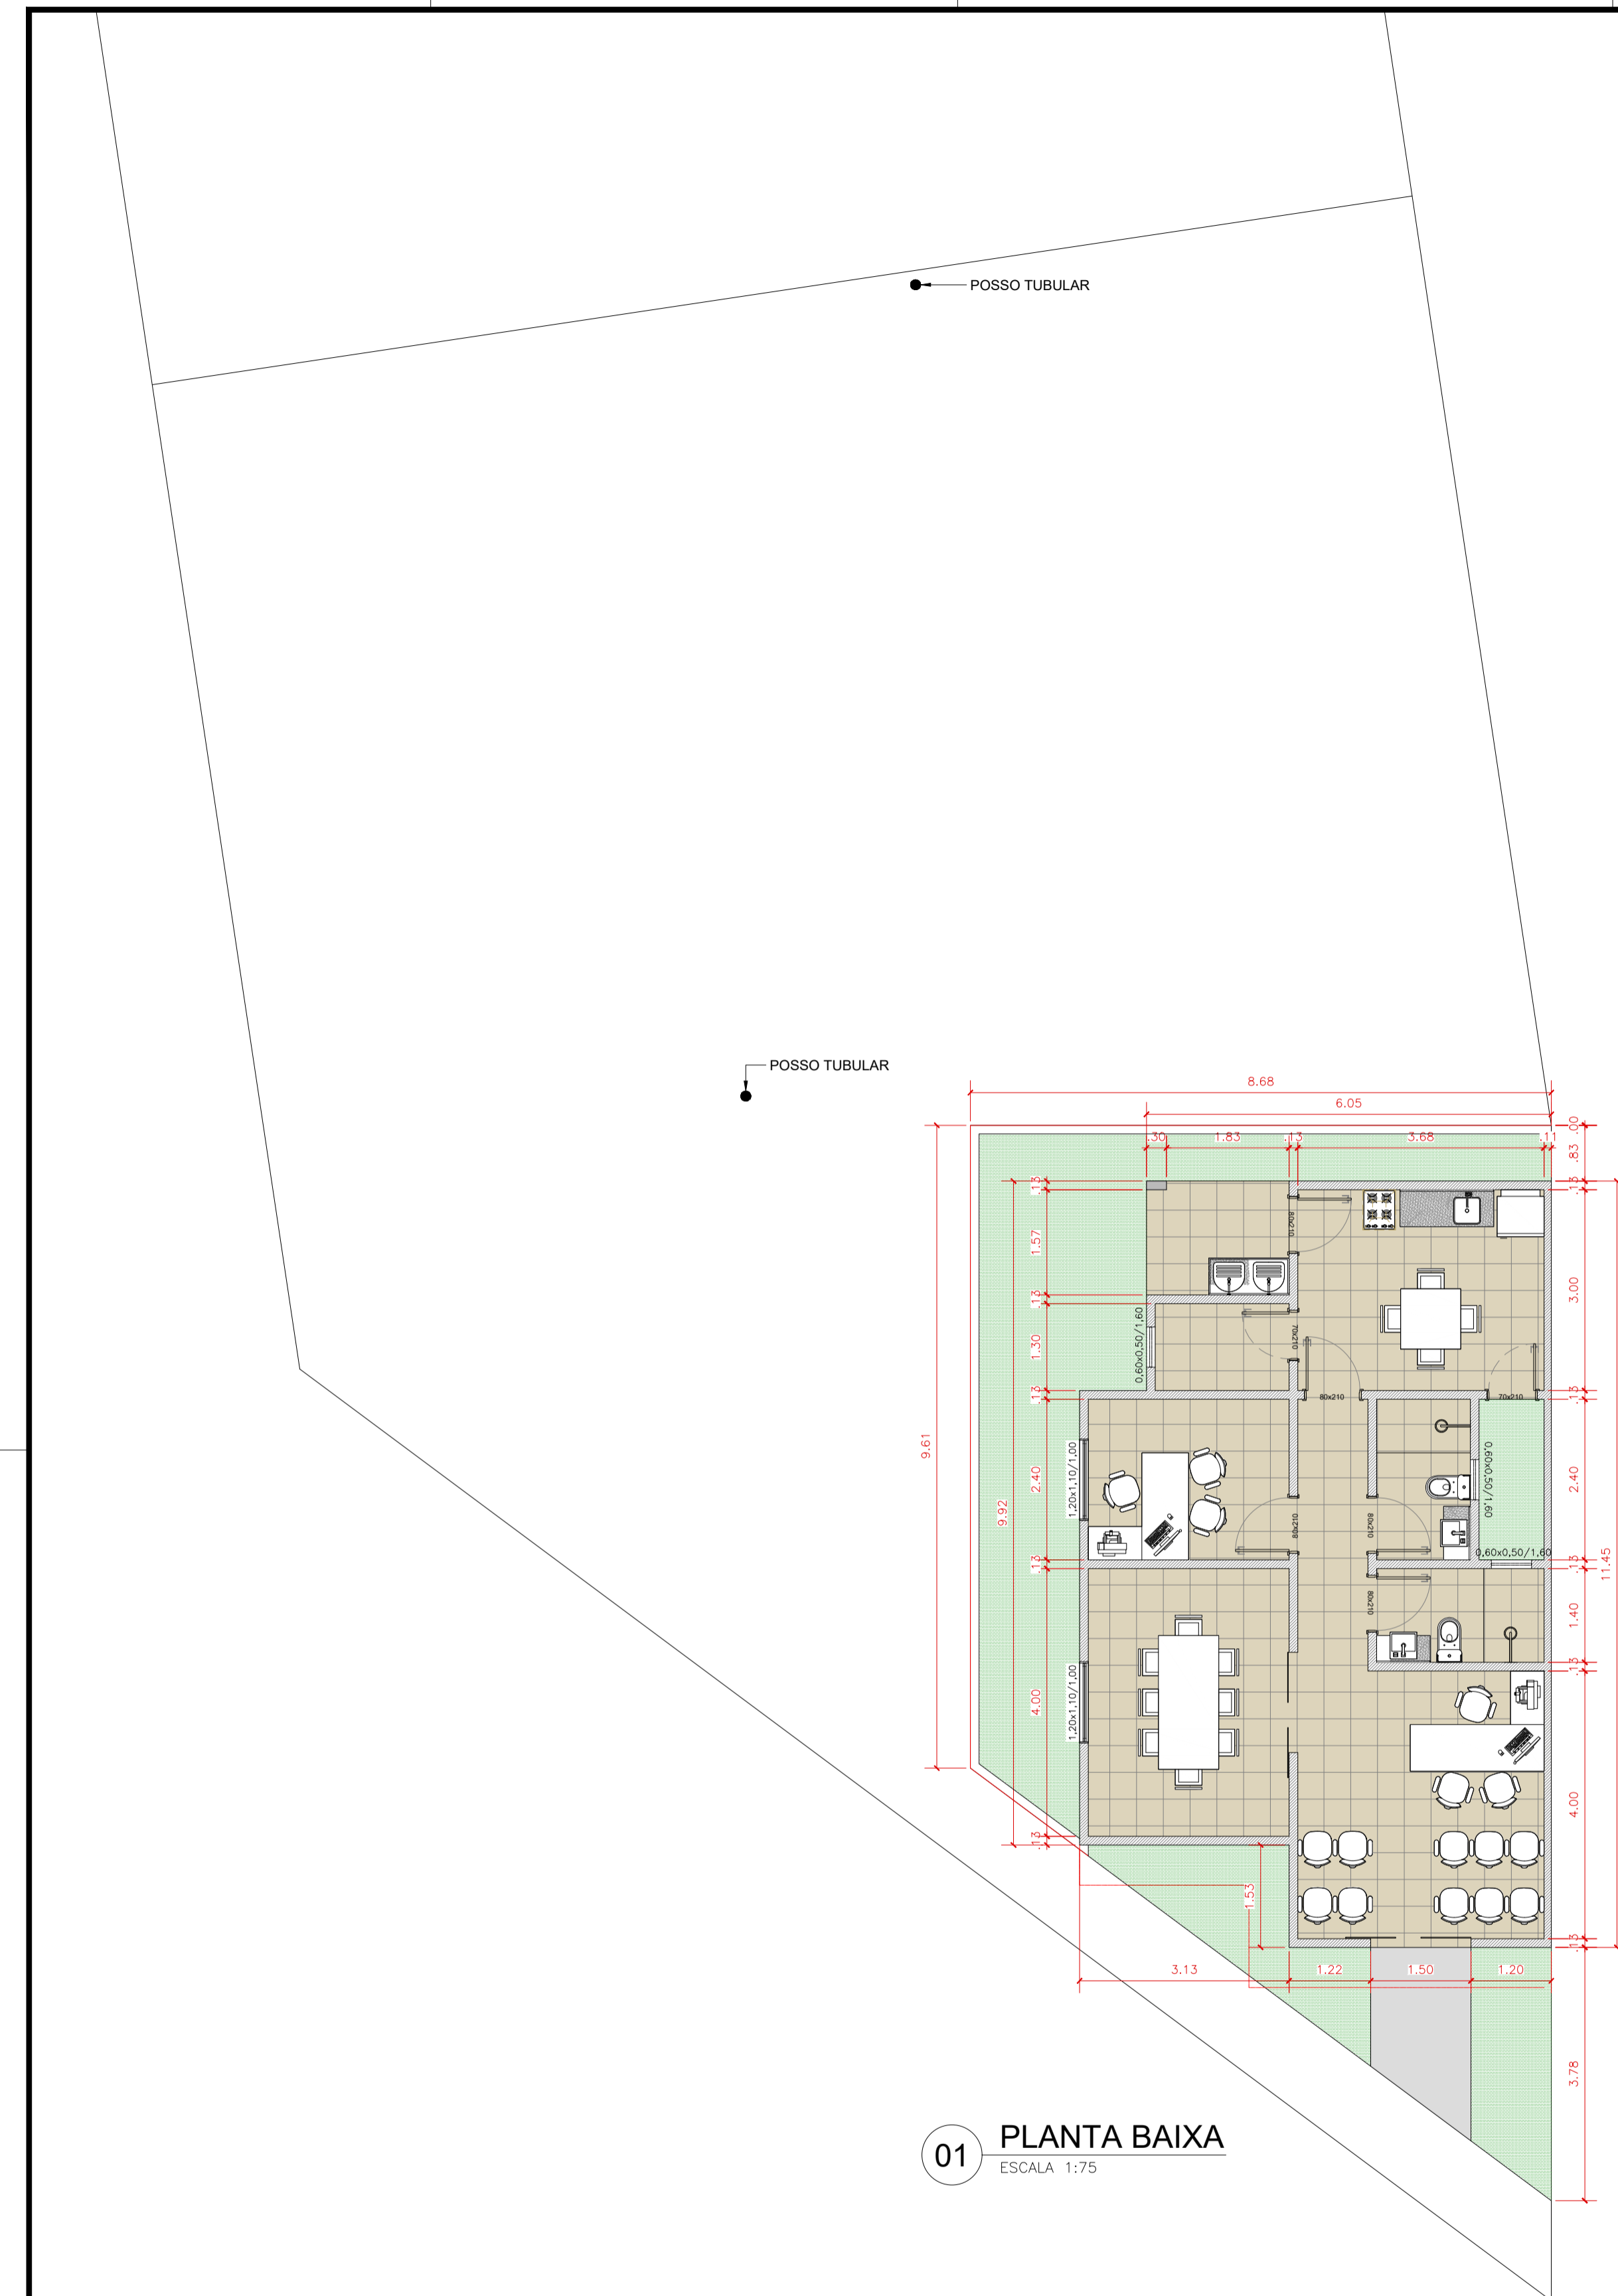 POSSO TUBULAR
POSSO TUBULAR
8.68
6.05
.30
1.83
.13
3.68
.11
.00
.83
.13
.13
1.57
80x210
3.00
.13
0,60x0,50/1,60
70x210
1.30
.13
80x210
70x210
.13
9.61
9.92
2.40
1,20x1,10/1,00
80x210
80x210
0,60x0,50/1,60
2.40
.13
0,60x0,50/1,60
.13
11.45
80x210
1.40
.13
4.00
1,20x1,10/1,00
4.00
.13
1.53
.13
3.13
1.22
1.50
1.20
3.78
01
PLANTA BAIXA
ESCALA 1:75